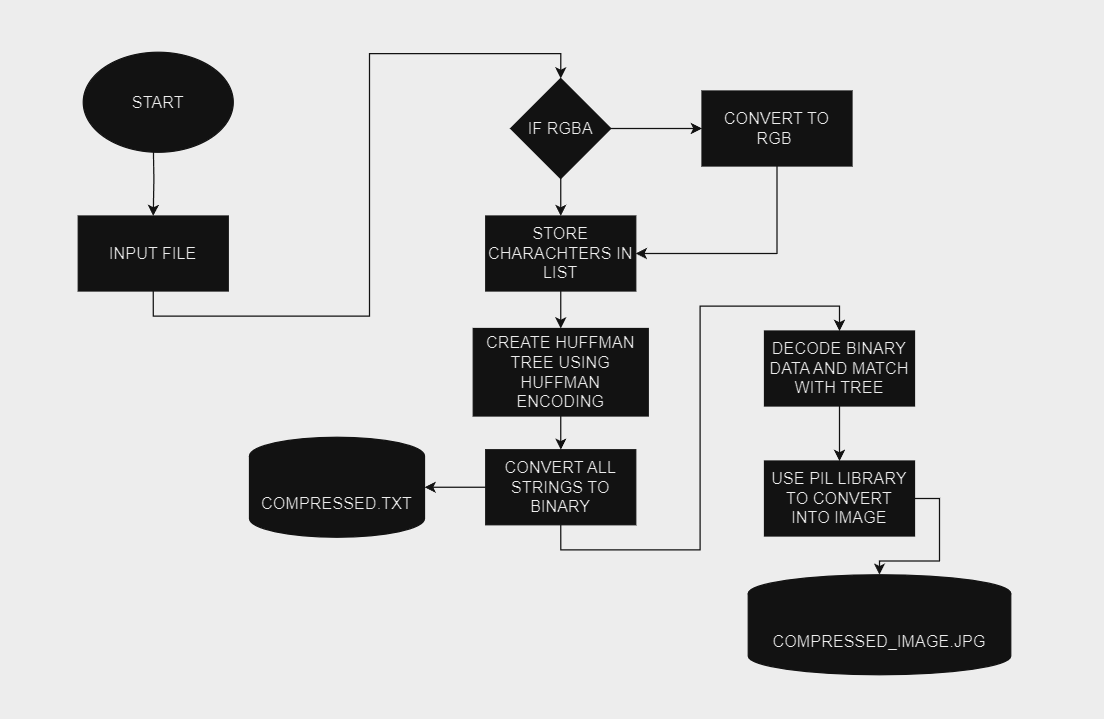 START
INPUT FILE
IF RGBA
CONVERT TO
RGB
STORE
CHARACHTERS IN
LIST
CREATE HUFFMAN
TREE USING
HUFFMAN
ENCODING
CONVERT ALL
STRINGS TO
BINARY
COMPRESSED.TXT
DECODE BINARY
DATA AND MATCH
WITH TREE
USE PIL LIBRARY
TO CONVERT
INTO IMAGE
COMPRESSED_IMAGE.JPG